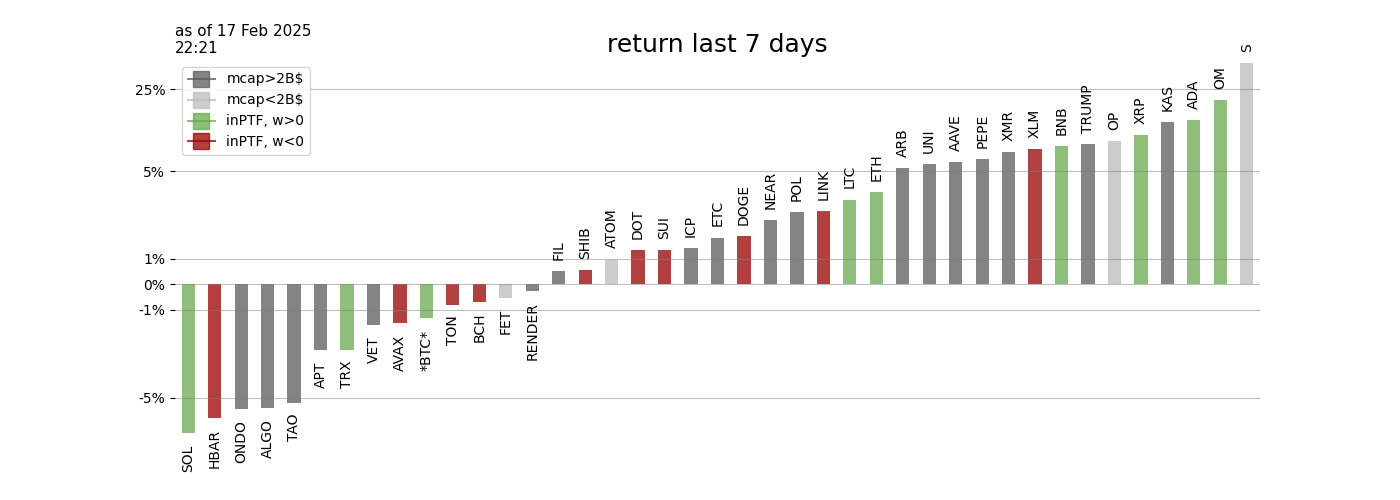 as of 17 Feb 2025
22:21
return last 7 days
mcap>2B$
mcap<2B$
inPTF, w>0
inPTF, w<0
25%
5%
1%
0%
-1%
-5%
SOL
HBAR
ONDO
ALGO
TAO
APT
TRX
VET
AVAX
*BTC*
TON
BCH
FET
RENDER
FIL
SHIB
ATOM
DOT
SUI
ICP
ETC
DOGE
NEAR
POL
LINK
LTC
ETH
ARB
UNI
AAVE
PEPE
XMR
XLM
BNB
TRUMP
OP
XRP
KAS
ADA
OM
S